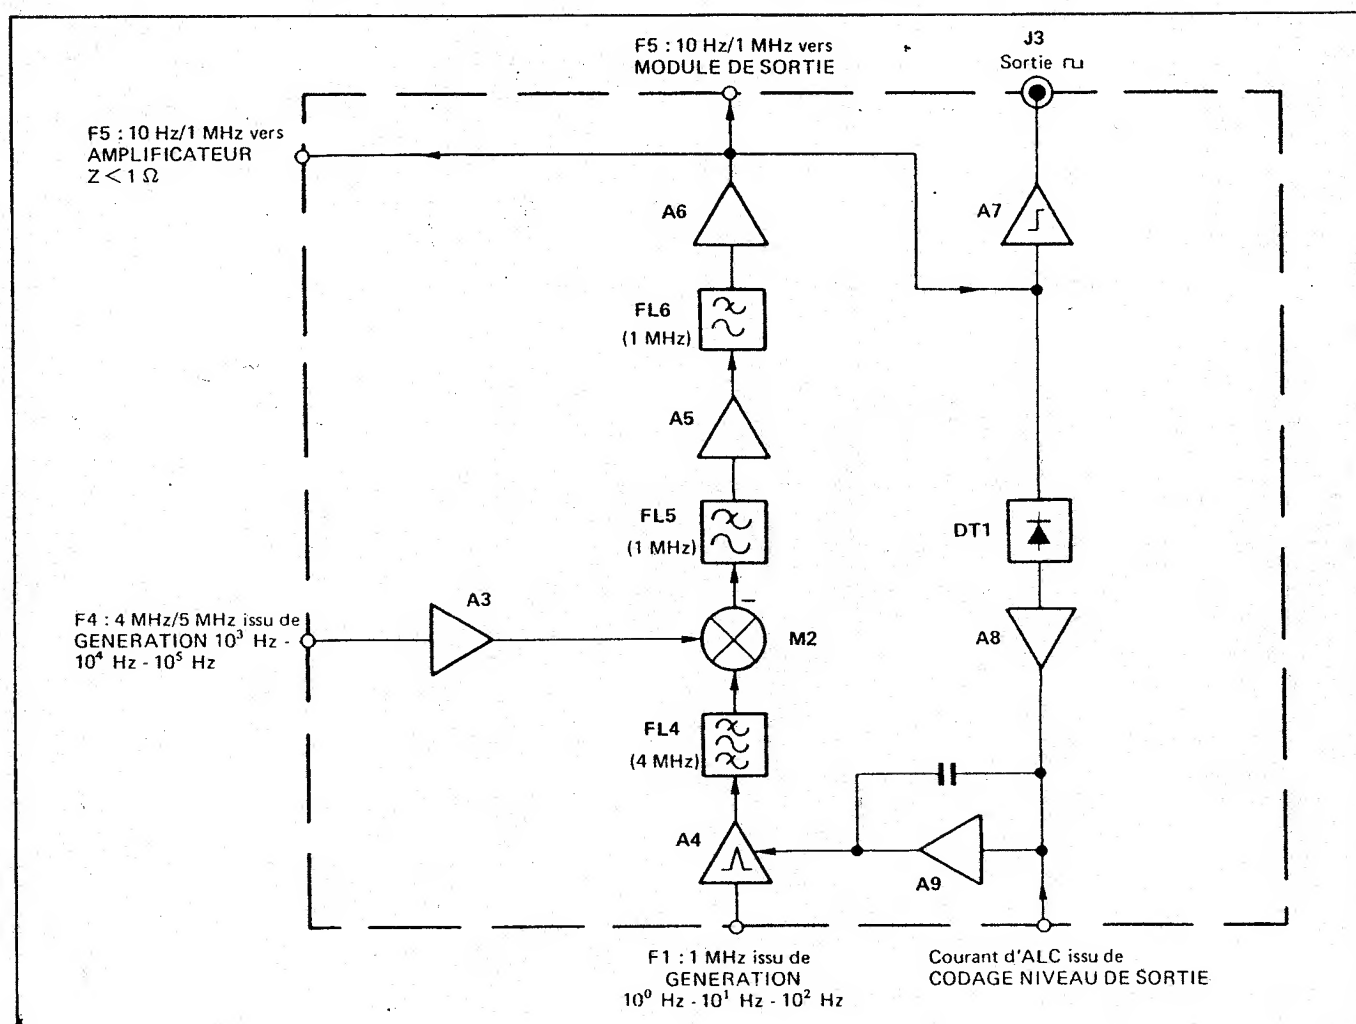 F5 : 10 Hz/1 MHz vers
MODULE DE SORTIE
J3
Sortie ⊓⊔
F5 : 10 Hz/1 MHz vers
AMPLIFICATEUR
Z < 1 Ω
A6
A7
FL6
(1 MHz)
A5
FL5
(1 MHz)
DT1
F4 : 4 MHz/5 MHz issu de
GENERATION 10³ Hz -
10⁴ Hz - 10⁵ Hz
A3
−
M2
A8
FL4
(4 MHz)
A4
A9
F1 : 1 MHz issu de
GENERATION
10⁰ Hz - 10¹ Hz - 10² Hz
Courant d'ALC issu de
CODAGE NIVEAU DE SORTIE